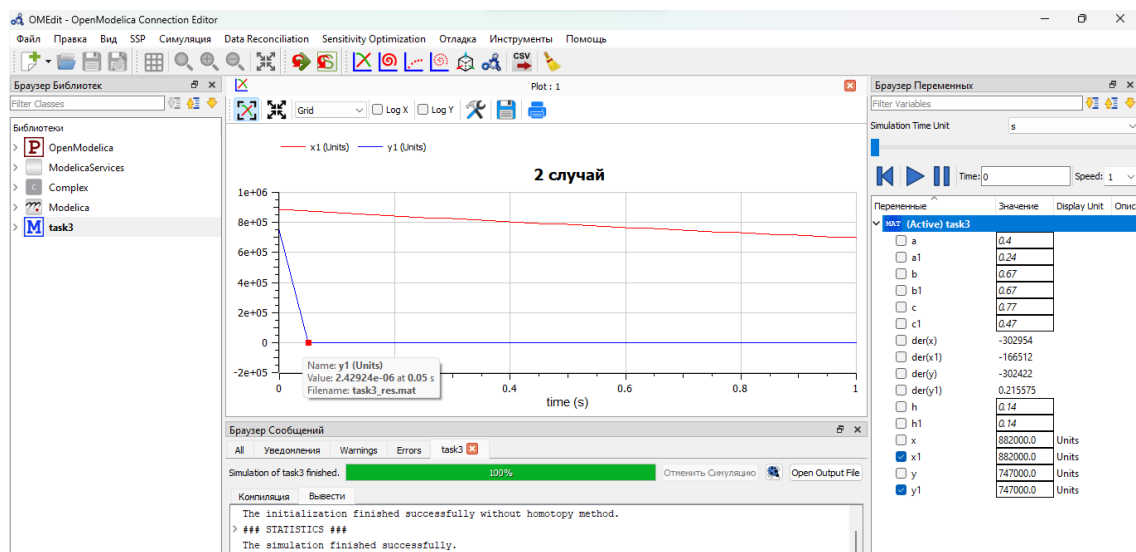 OMEdit - OpenModelica Connection Editor
Файл Правка Вид SSP Симуляция Data Reconciliation Sensitivity Optimization Отладка Инструменты Помощь
CSV
Браузер Библиотек
Filter Classes
Библиотеки
P OpenModelica
ModelicaServices
C Complex
Modelica
M task3
Plot : 1
Grid Log X Log Y
x1 (Units) y1 (Units)
2 случай
1e+06
8e+05
6e+05
4e+05
2e+05
0
-2e+05
0 0.4 0.6 0.8 1
time (s)
Name: y1 (Units)
Value: 2.42924e-06 at 0.05 s
Filename: task3_res.mat
Браузер Сообщений
All Уведомления Warnings Errors task3
Simulation of task3 finished. 100% Отменить Симуляцию Open Output File
Компиляция Вывести
The initialization finished successfully without homotopy method.
> ### STATISTICS ###
The simulation finished successfully.
Браузер Переменных
Filter Variables
Simulation Time Unit s
Time: 0 Speed: 1
Переменные Значение Display Unit Опис
MAT (Active) task3
a 0.4
a1 0.24
b 0.67
b1 0.67
c 0.77
c1 0.47
der(x) -302954
der(x1) -166512
der(y) -302422
der(y1) 0.215575
h 0.14
h1 0.14
x 882000.0 Units
x1 882000.0 Units
y 747000.0 Units
y1 747000.0 Units